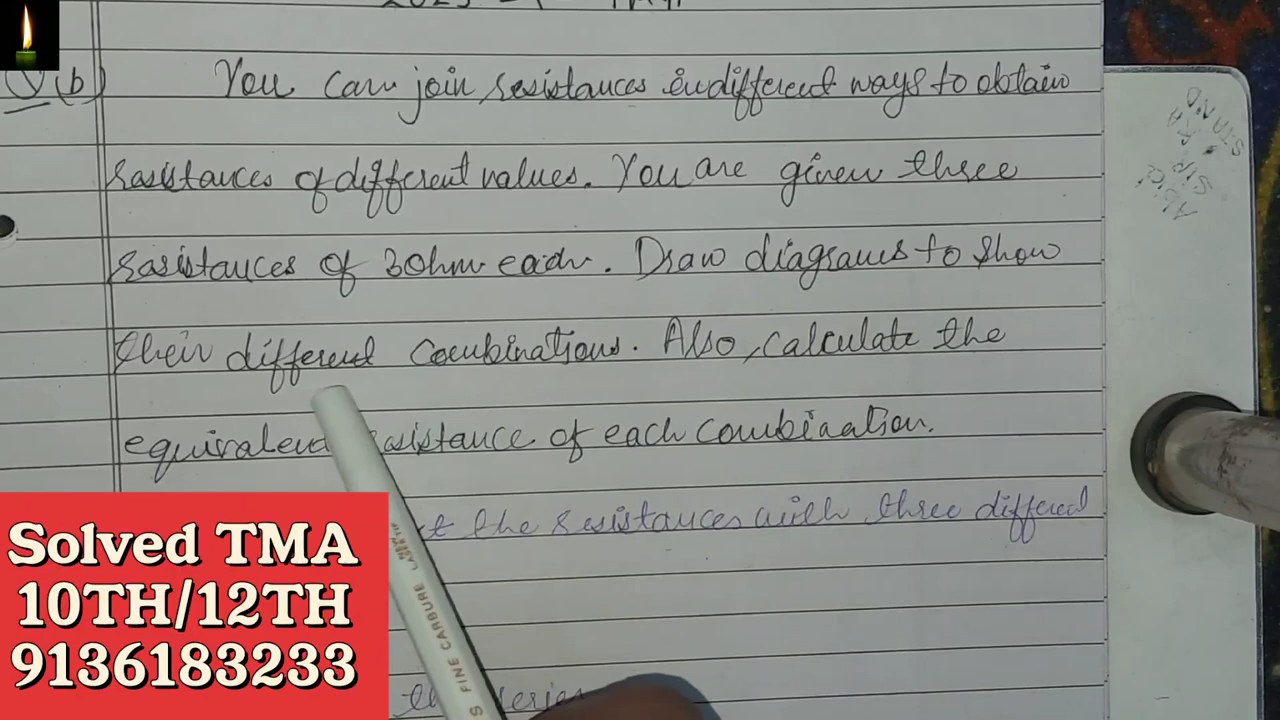 (b) You can join resistances in different ways to obtain
resistances of different values. You are given three
resistances of 3ohm each. Draw diagrams to show
their different combinations. Also, calculate the
equivalent resistance of each combination.
the resistances with three different
series
Solved TMA
10TH/12TH
9136183233
FINE CARBURE